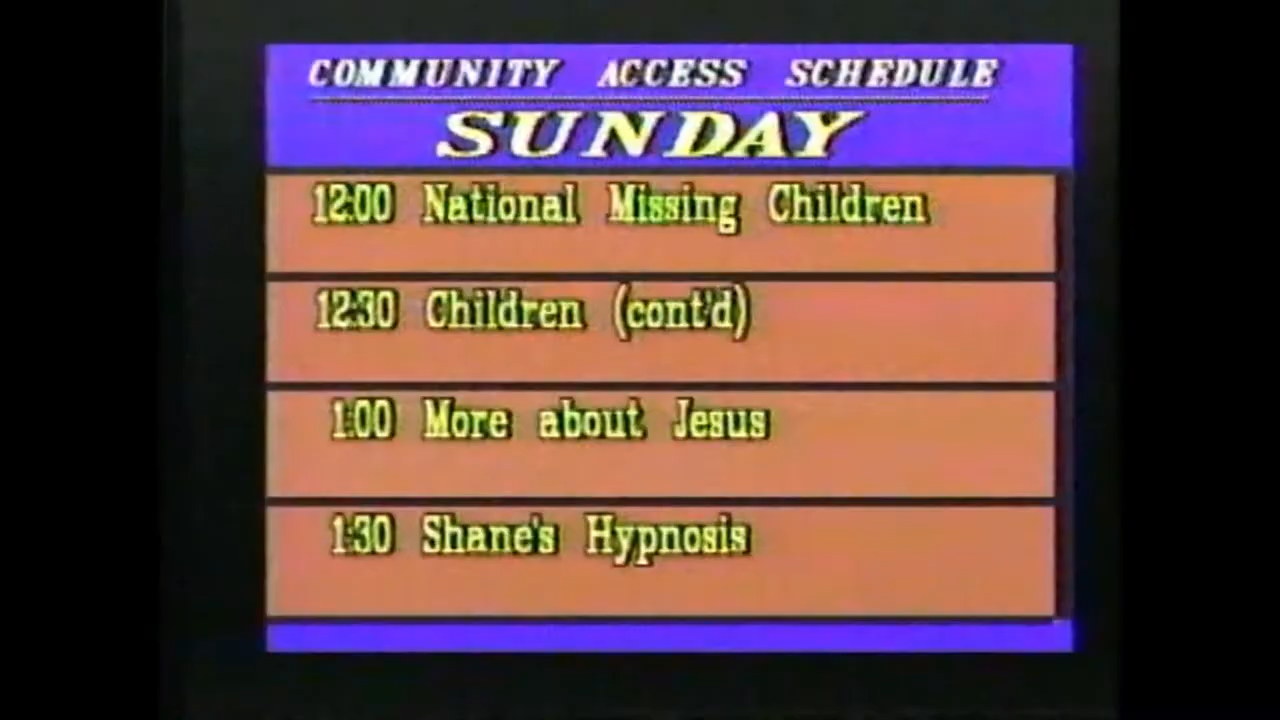 COMMUNITY ACCESS SCHEDULE
SUNDAY
12:00 National Missing Children
12:30 Children (cont'd)
1:00 More about Jesus
1:30 Shane's Hypnosis